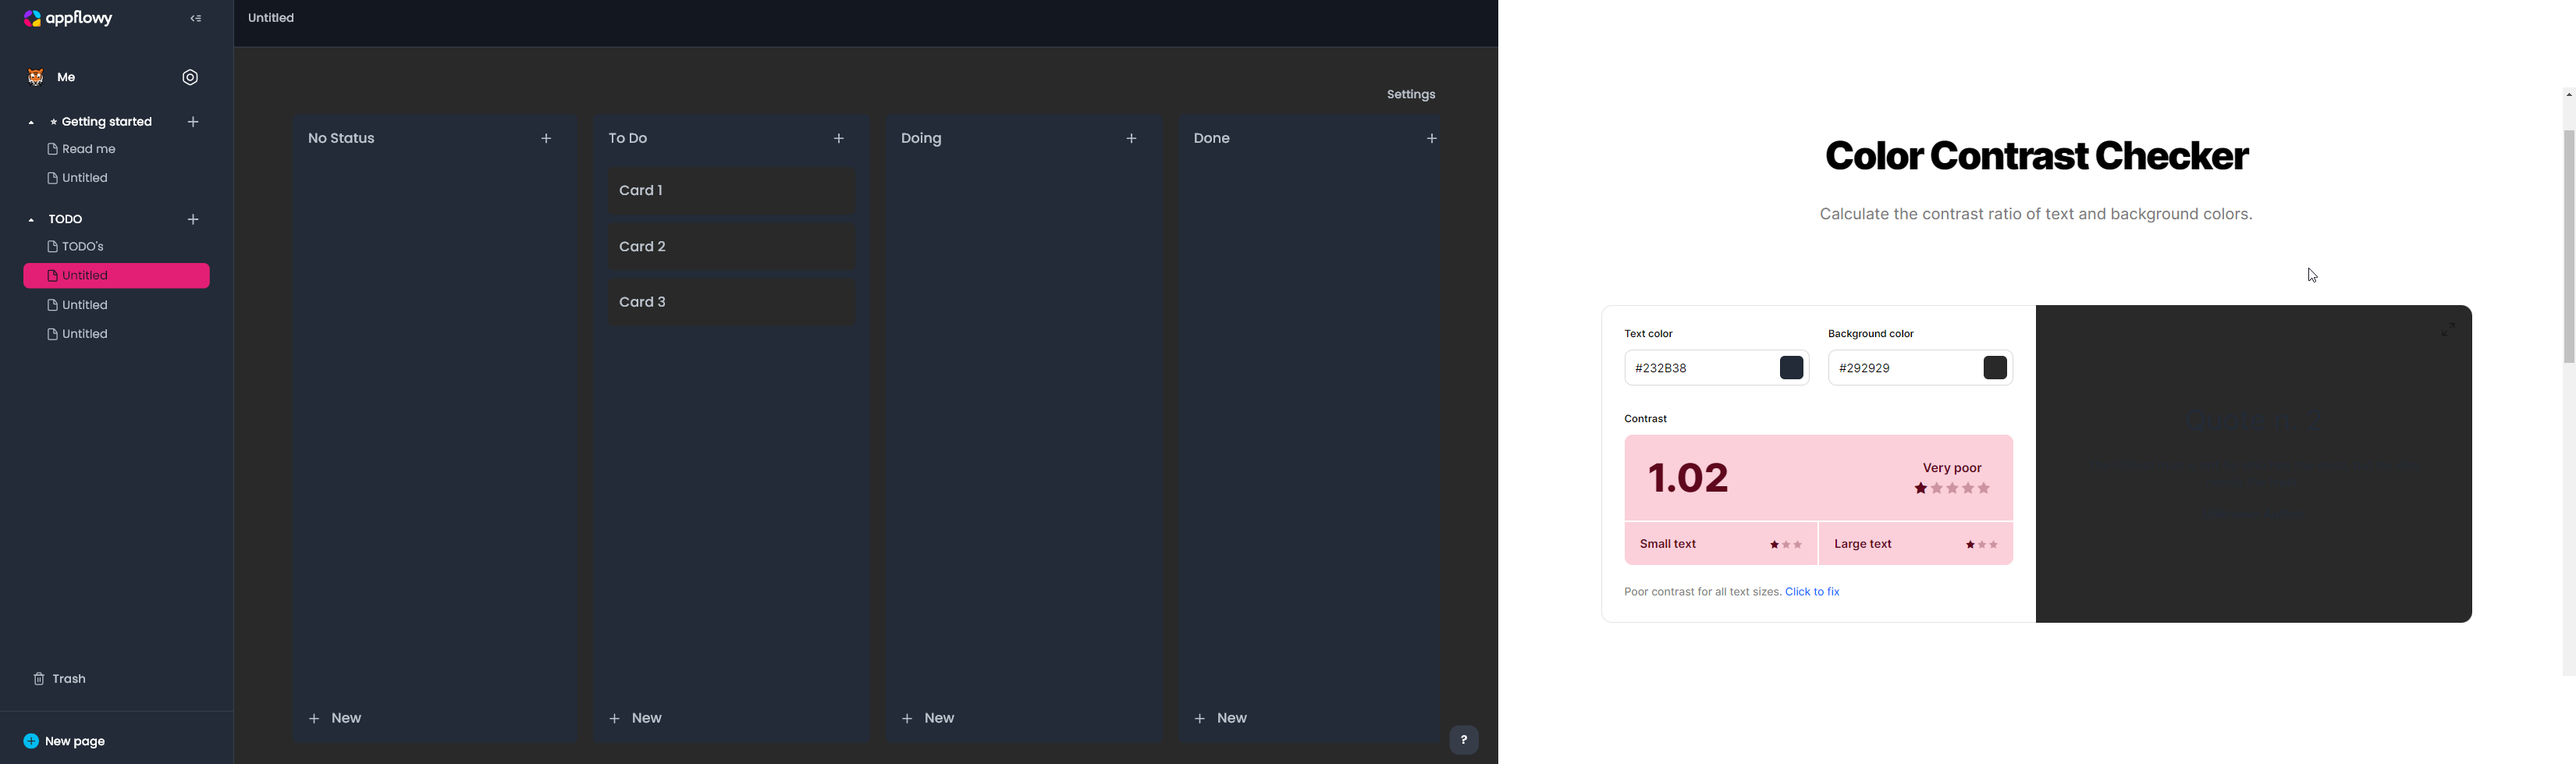 appflowy
Me
Getting started
Read me
Untitled
TODO
TODO's
Untitled
Untitled
Untitled
Trash
New page
Untitled
Settings
No Status
New
To Do
Card 1
Card 2
Card 3
New
Doing
New
Done
New
?
Color Contrast Checker
Calculate the contrast ratio of text and background colors.
Text color
#232B38
Background color
#292929
Contrast
1.02
Very poor
Small text
Large text
Poor contrast for all text sizes. Click to fix